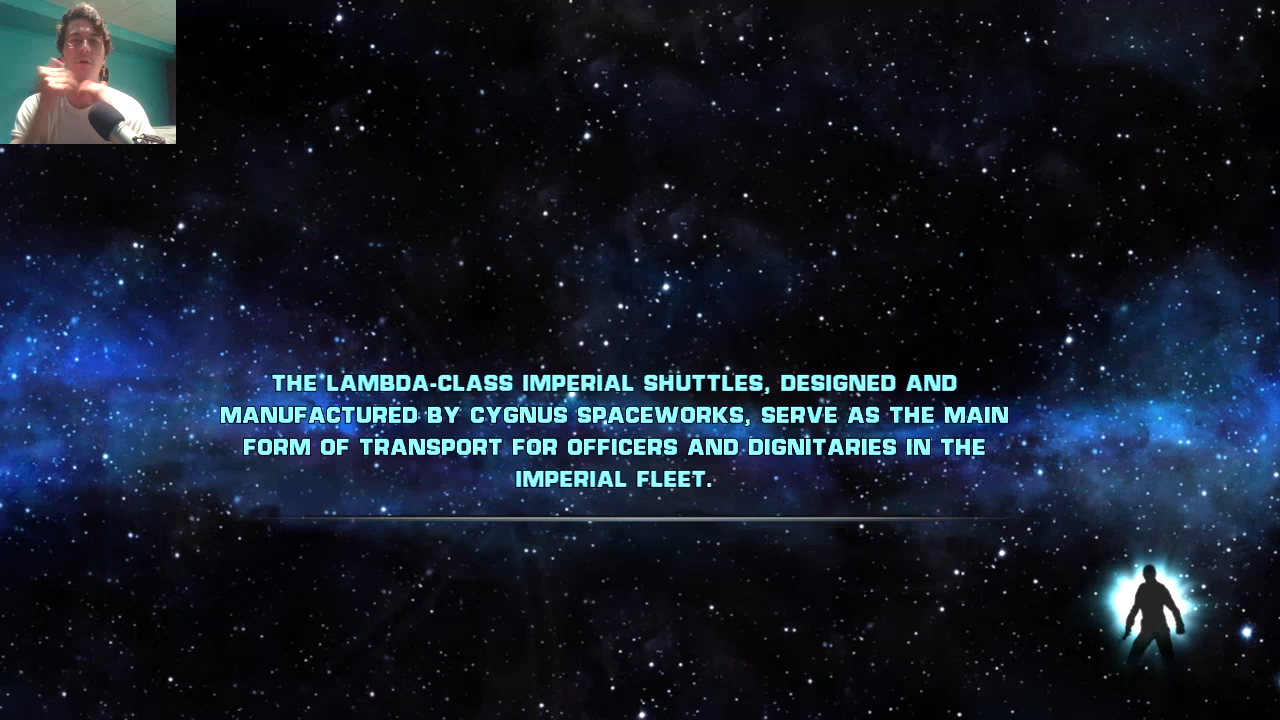 THE LAMBDA-CLASS IMPERIAL SHUTTLES, DESIGNED AND
MANUFACTURED BY CYGNUS SPACEWORKS, SERVE AS THE MAIN
FORM OF TRANSPORT FOR OFFICERS AND DIGNITARIES IN THE
IMPERIAL FLEET.